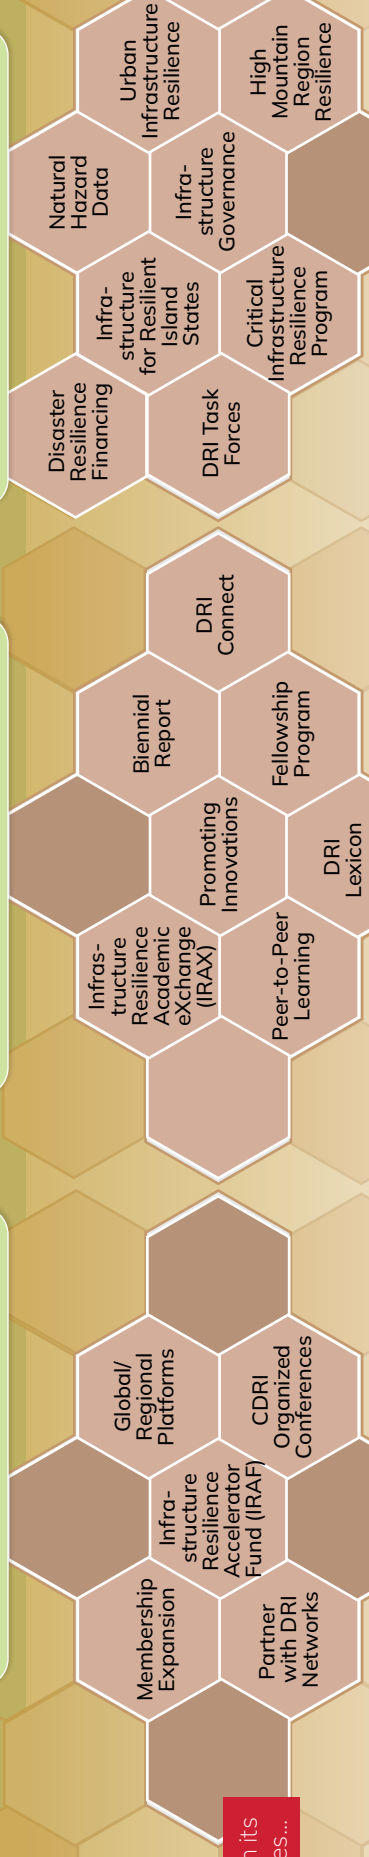 Membership
Expansion
Global/
Regional
Platforms
Infra-
structure
Resilience
Accelerator
Fund (IRAF)
Partner
with DRI
Networks
CDRI
Organized
Conferences
its
Infras-
tructure
Resilience
Academic
eXchange
(IRAX)
Biennial
Report
Promoting
Innovations
DRI
Connect
Peer-to-Peer
Learning
Fellowship
Program
DRI
Lexicon
Disaster
Resilience
Financing
Natural
Hazard
Data
Infra-
structure
for Resilient
Island
States
Urban
Infrastructure
Resilience
DRI Task
Forces
Infra-
structure
Governance
Critical
Infrastructure
Resilience
Program
High
Mountain
Region
Resilience